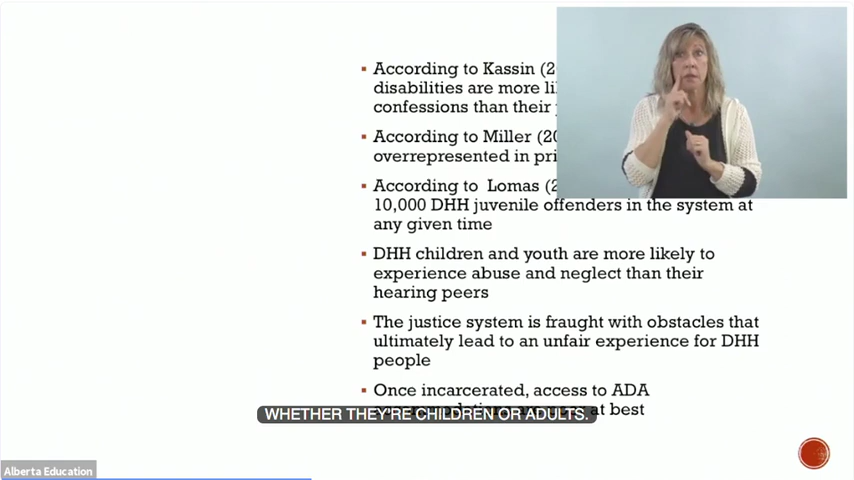 According to Kassin (2
disabilities are more li
confessions than their
According to Miller (20
overrepresented in pri
According to Lomas (2
10,000 DHH juvenile offenders in the system at
any given time
DHH children and youth are more likely to
experience abuse and neglect than their
hearing peers
The justice system is fraught with obstacles that
ultimately lead to an unfair experience for DHH
people
Once incarcerated, access to ADA
at best
WHETHER THEY'RE CHILDREN OR ADULTS.
Alberta Education